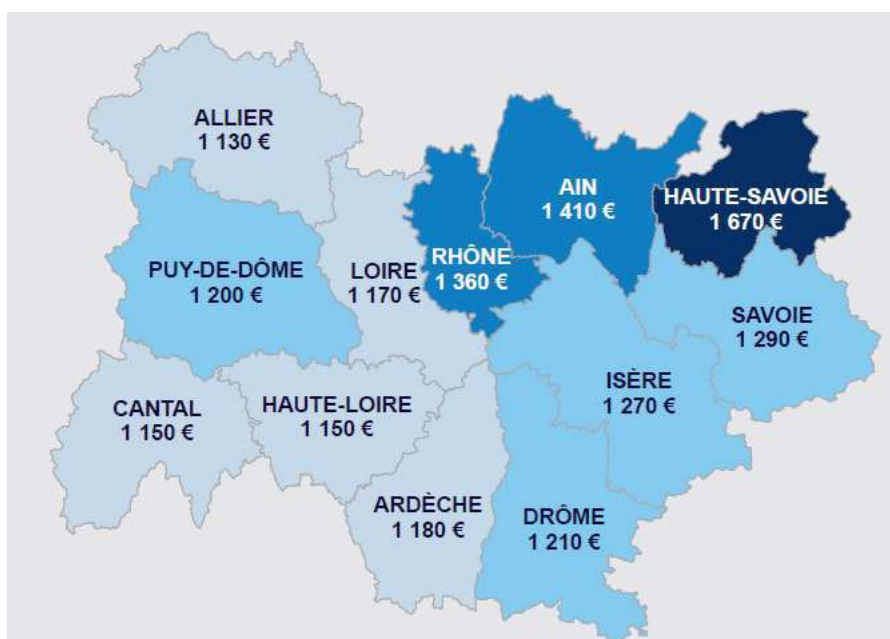 ALLIER
1 130 €
AIN
1 410 €
HAUTE-SAVOIE
1 670 €
PUY-DE-DÔME
1 200 €
LOIRE
1 170 €
RHÔNE
1 360 €
SAVOIE
1 290 €
ISÈRE
1 270 €
CANTAL
1 150 €
HAUTE-LOIRE
1 150 €
ARDÈCHE
1 180 €
DRÔME
1 210 €